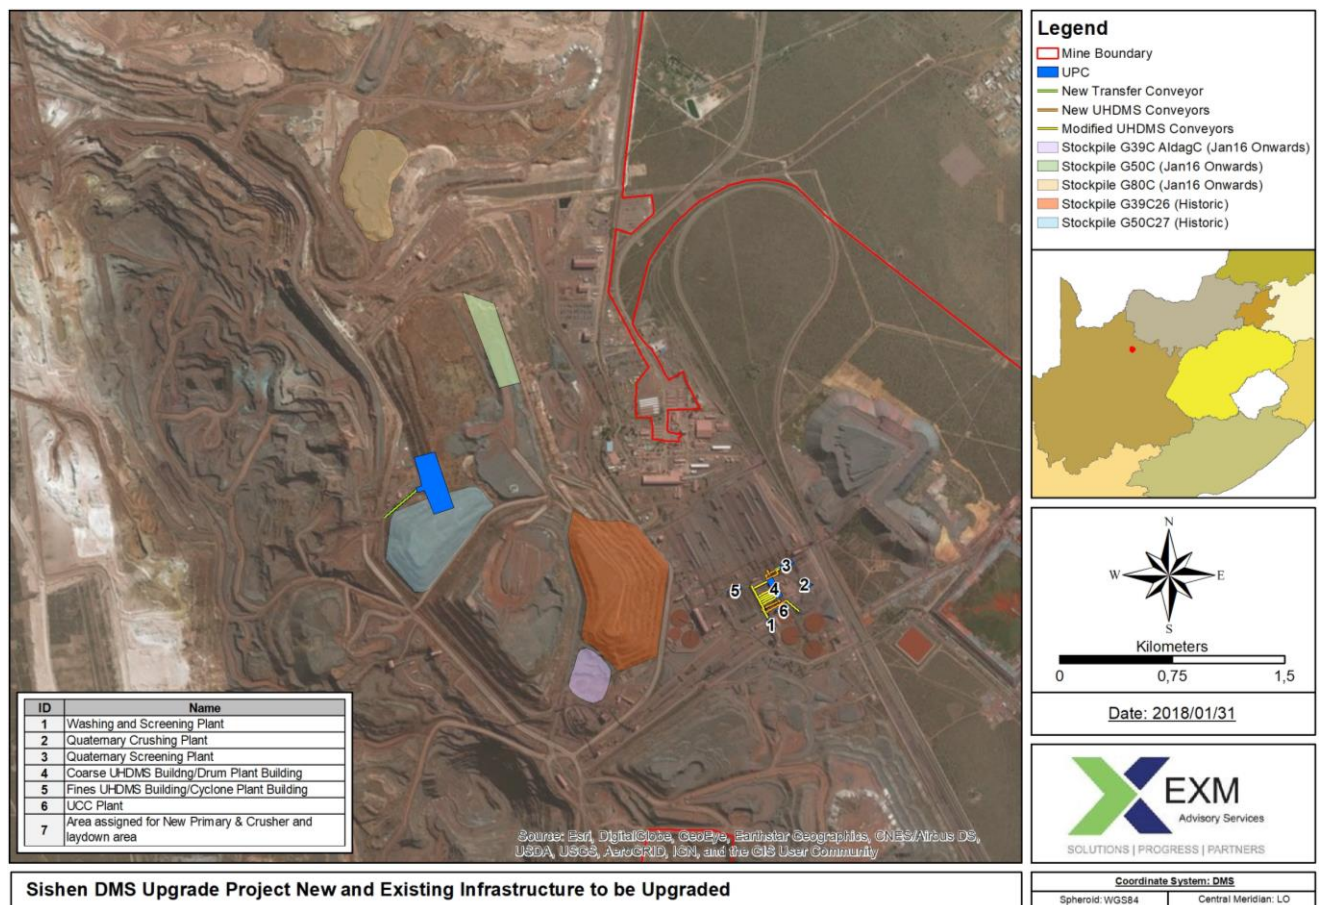 Legend
Mine Boundary
UPC
New Transfer Conveyor
New UHDMS Conveyors
Modified UHDMS Conveyors
Stockpile G39C AldagC (Jan16 Onwards)
Stockpile G50C (Jan16 Onwards)
Stockpile G80C (Jan16 Onwards)
Stockpile G39C26 (Historic)
Stockpile G50C27 (Historic)
3
5
4
2
6
1
N
W E
S
Kilometers
0 0,75 1,5
Date: 2018/01/31
ID Name
1 Washing and Screening Plant
2 Quaternary Crushing Plant
3 Quaternary Screening Plant
4 Coarse UHDMS Buildng/Drum Plant Building
5 Fines UHDMS Building/Cyclone Plant Building
6 UCC Plant
7 Area assigned for New Primary & Crusher and
laydown area
Source: Esri, DigitalGlobe, GeoEye, Earthstar Geographics, CNES/Airbus DS,
USDA, USGS, AeroGRID, IGN, and the GIS User Community
EXM
Advisory Services
SOLUTIONS | PROGRESS | PARTNERS
Sishen DMS Upgrade Project New and Existing Infrastructure to be Upgraded
Coordinate System: DMS
Spheroid: WGS84 Central Meridian: LO